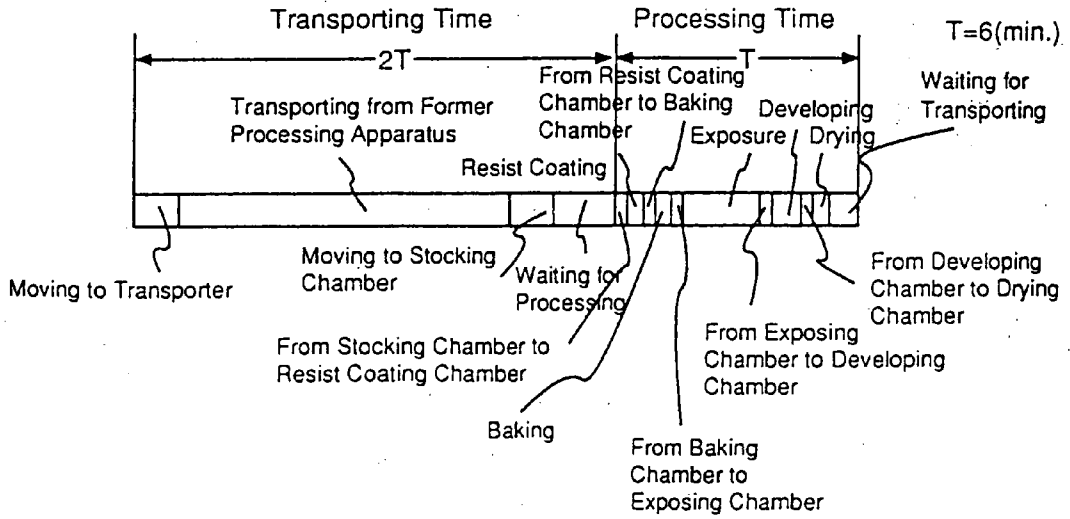 Transporting Time
Processing Time
T=6(min.)
2T
T
Transporting from Former
Processing Apparatus
From Resist Coating
Chamber to Baking
Chamber
Developing
Exposure
Drying
Waiting for
Transporting
Resist Coating
Moving to Transporter
Moving to Stocking
Chamber
Waiting for
Processing
From Stocking Chamber to
Resist Coating Chamber
Baking
From Baking
Chamber to
Exposing Chamber
From Exposing
Chamber to Developing
Chamber
From Developing
Chamber to Drying
Chamber